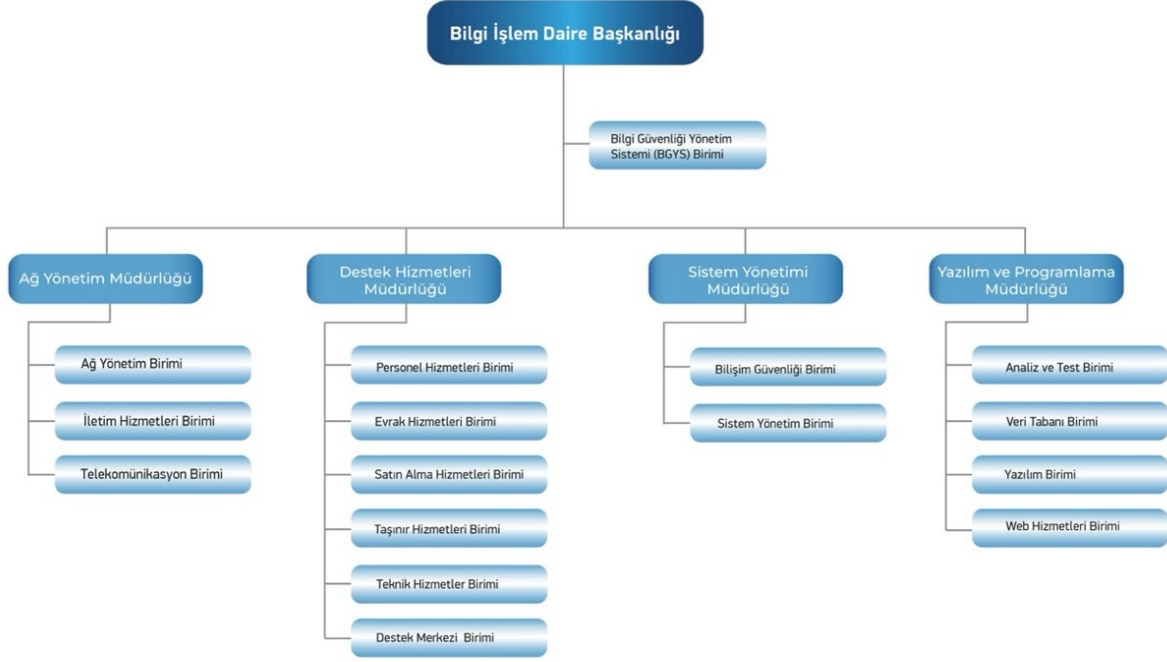 Bilgi İşlem Daire Başkanlığı
Bilgi Güvenliği Yönetim
Sistemi (BGYS) Birimi
Ağ Yönetim Müdürlüğü
Ağ Yönetim Birimi
İletim Hizmetleri Birimi
Telekomünikasyon Birimi
Destek Hizmetleri
Müdürlüğü
Personel Hizmetleri Birimi
Evrak Hizmetleri Birimi
Satın Alma Hizmetleri Birimi
Taşınır Hizmetleri Birimi
Teknik Hizmetler Birimi
Destek Merkezi Birimi
Sistem Yönetimi
Müdürlüğü
Bilişim Güvenliği Birimi
Sistem Yönetim Birimi
Yazılım ve Programlama
Müdürlüğü
Analiz ve Test Birimi
Veri Tabanı Birimi
Yazılım Birimi
Web Hizmetleri Birimi